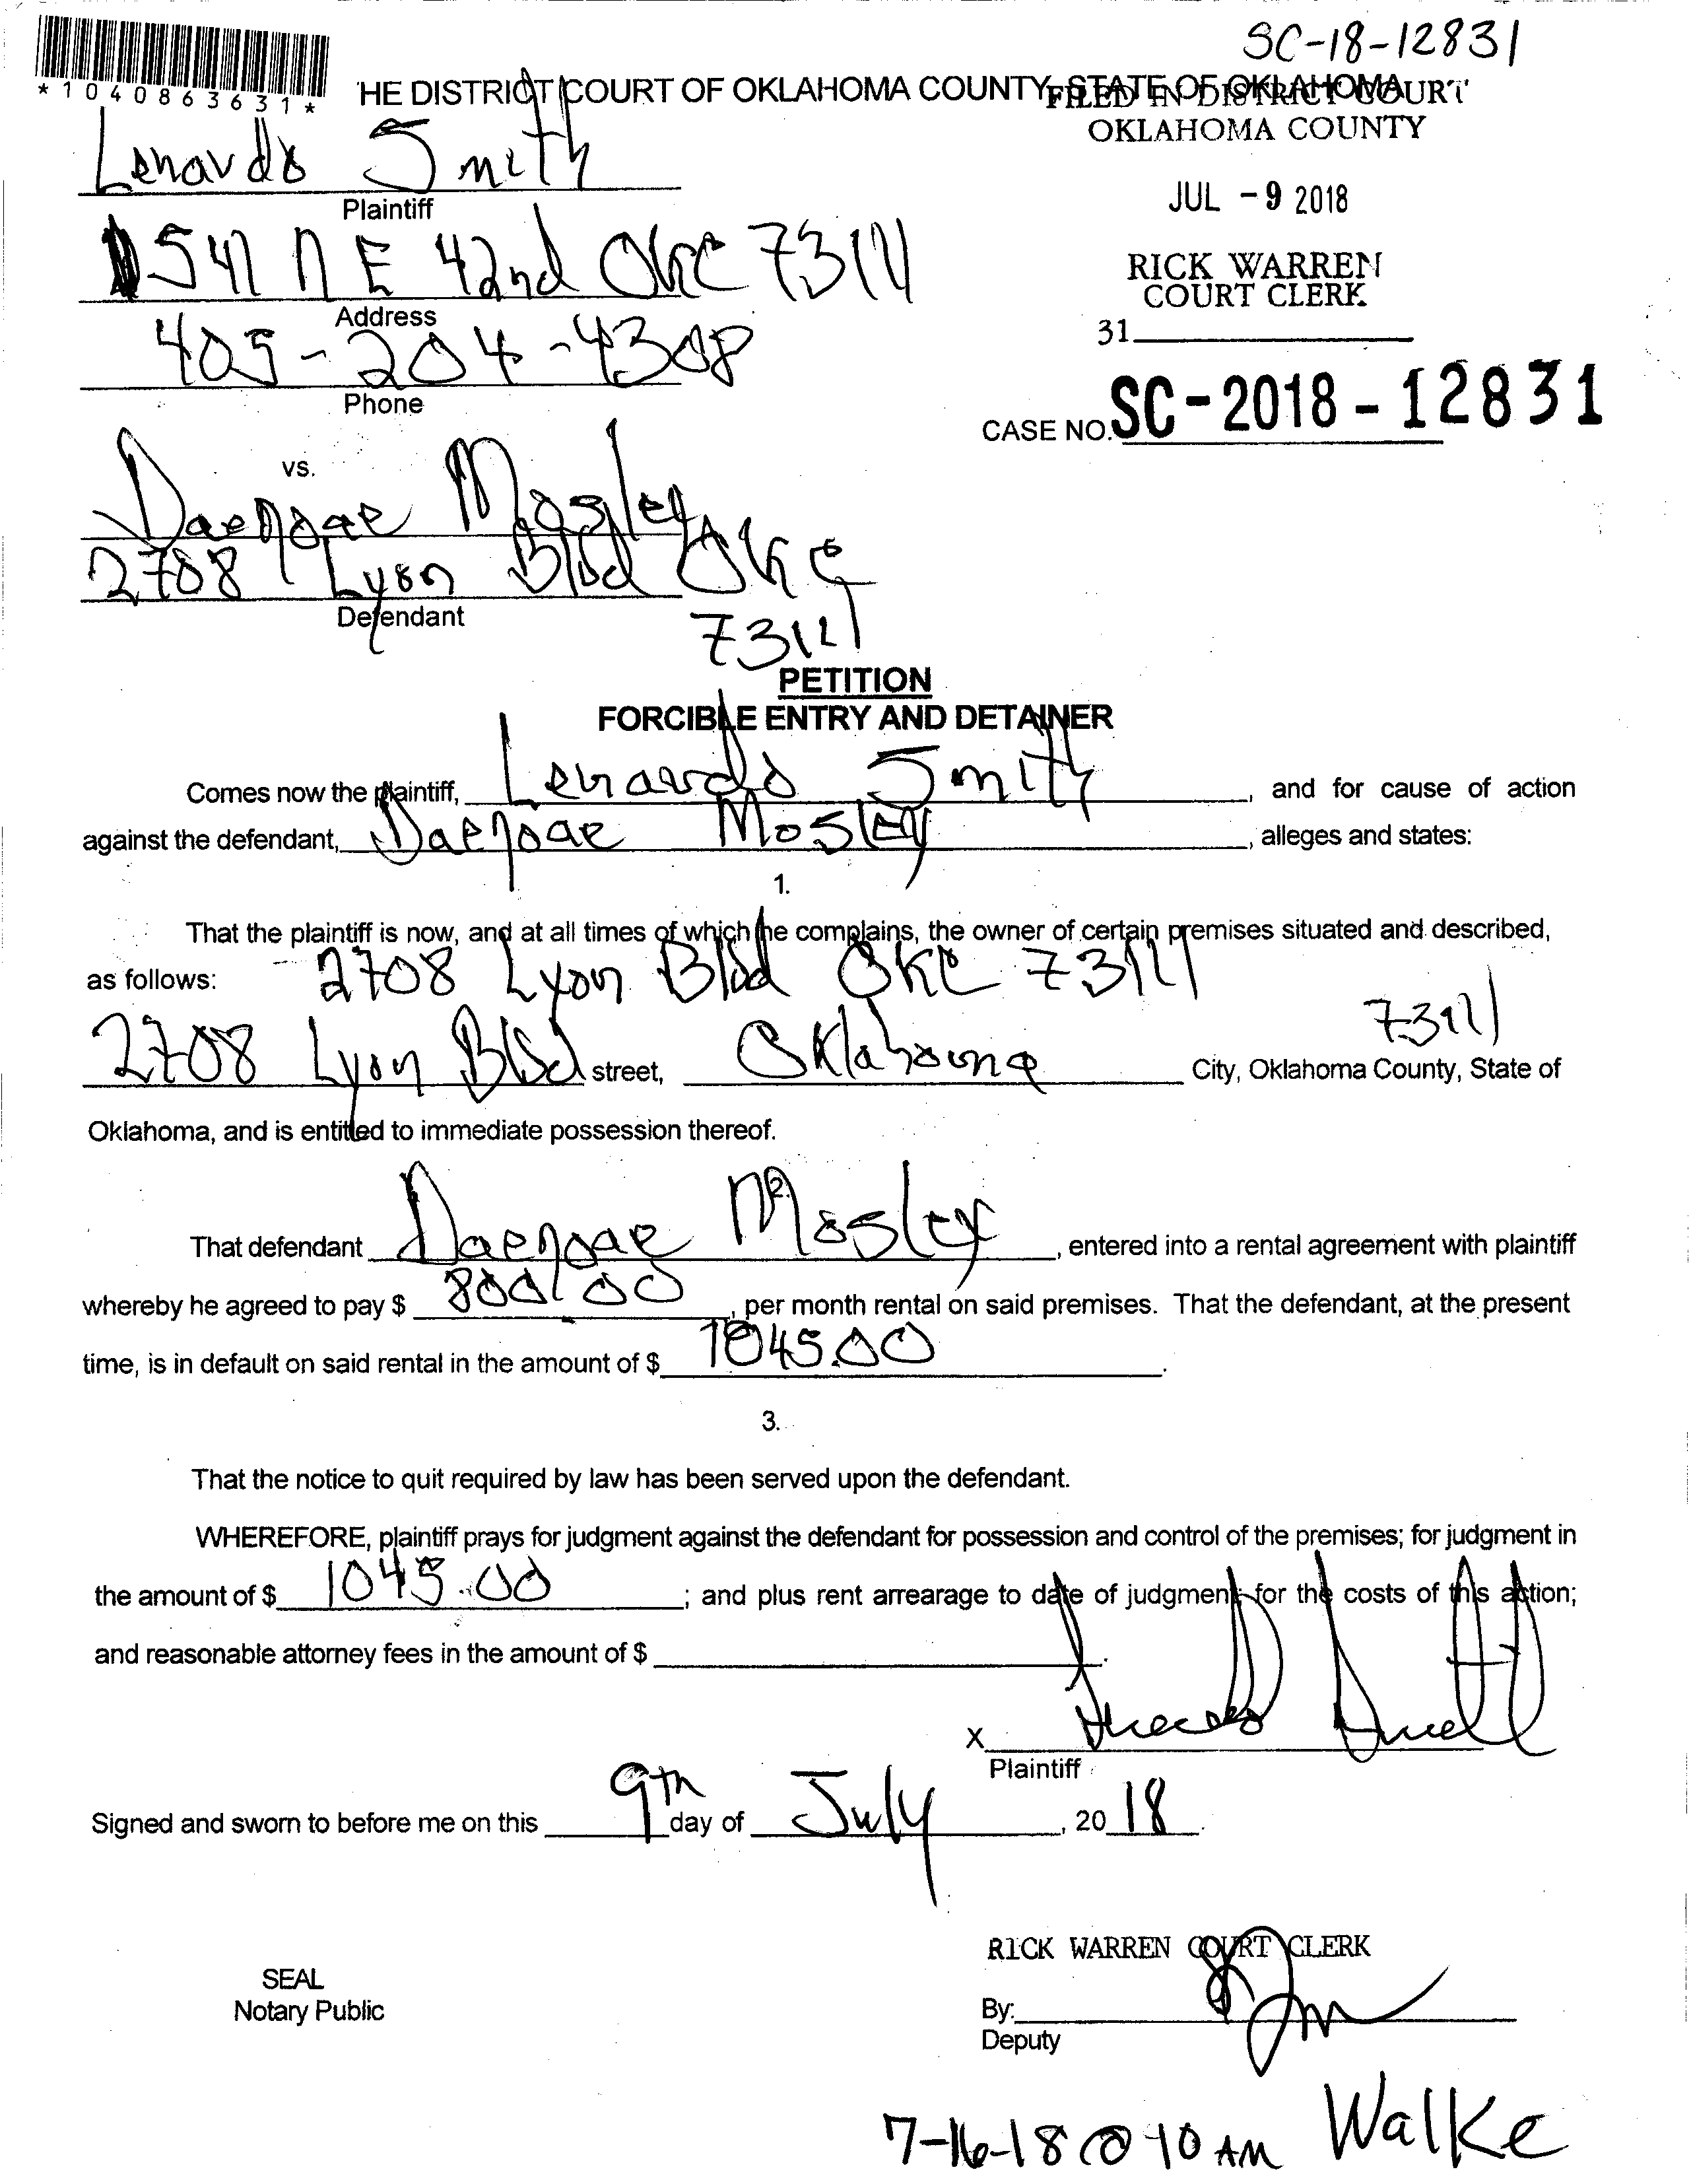 SC-18-12831
*1040863631*
HE DISTRICT COURT OF OKLAHOMA COUNTY, STATE OF OKLAHOMA
FILED IN DISTRICT COURT
OKLAHOMA COUNTY
Lenardo Smith
Plaintiff
JUL - 9 2018
1541 N E 42nd OKC 73111
Address
RICK WARREN
COURT CLERK
31
405-204-4308
Phone
CASE NO. SC-2018-12831
vs.
Mosley
2708 Lyon Blvd OKC
Defendant
73111
PETITION
FORCIBLE ENTRY AND DETAINER
Comes now the plaintiff, Lenardo Smith, and for cause of action
against the defendant, Mosley, alleges and states:
1.
That the plaintiff is now, and at all times of which he complains, the owner of certain premises situated and described,
as follows: 2708 Lyon Blvd OKC 73111
73111
2708 Lyon Blvd street, Oklahoma City, Oklahoma County, State of
Oklahoma, and is entitled to immediate possession thereof.
2.
That defendant Mosley, entered into a rental agreement with plaintiff
whereby he agreed to pay $ 800.00, per month rental on said premises. That the defendant, at the present
time, is in default on said rental in the amount of $ 1045.00.
3.
That the notice to quit required by law has been served upon the defendant.
WHEREFORE, plaintiff prays for judgment against the defendant for possession and control of the premises; for judgment in
the amount of $ 1045.00; and plus rent arrearage to date of judgment; for the costs of this action;
and reasonable attorney fees in the amount of $
X
Plaintiff
Signed and sworn to before me on this 9th day of July, 2018.
RICK WARREN COURT CLERK
SEAL
Notary Public
By:
Deputy
7-16-18 @ 10 AM Walke